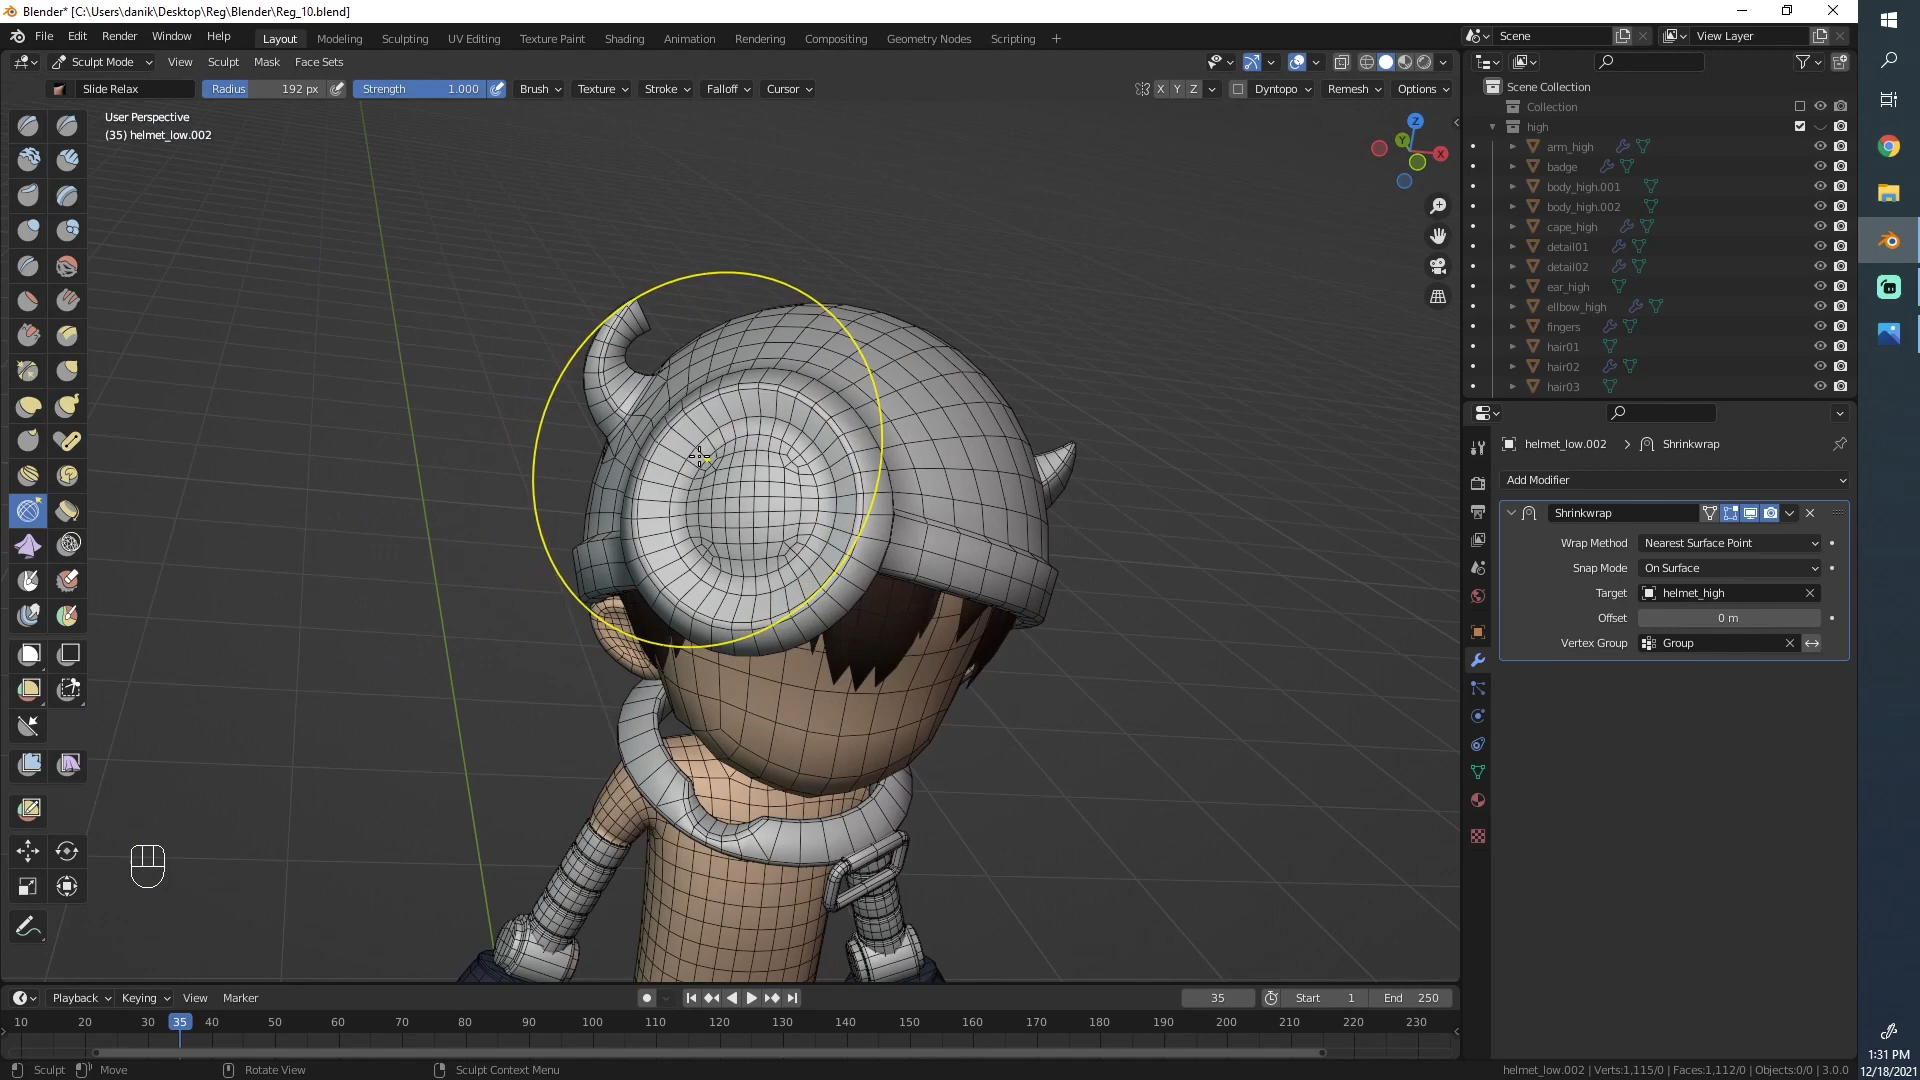 Blender* [C:\Users\danik\Desktop\Reg\Blender\Reg_10.blend]
File Edit Render Window Help Layout Modeling Sculpting UV Editing Texture Paint Shading Animation Rendering Compositing Geometry Nodes Scripting + Scene View Layer
Sculpt Mode View Sculpt Mask Face Sets
Slide Relax Radius 192 px Strength 1.000 Brush Texture Stroke Falloff Cursor X Y Z Dyntopo Remesh Options
User Perspective
(35) helmet_low.002
Z
Y
X
Scene Collection
Collection
high
arm_high
badge
body_high.001
body_high.002
cape_high
detail01
detail02
ear_high
ellbow_high
fingers
hair01
hair02
hair03
helmet_low.002 > Shrinkwrap
Add Modifier
Shrinkwrap
Wrap Method Nearest Surface Point
Snap Mode On Surface
Target helmet_high
Offset 0 m
Vertex Group Group
Playback Keying View Marker 35 Start 1 End 250
10 20 30 35 40 50 60 70 80 90 100 110 120 130 140 150 160 170 180 190 200 210 220 230
Sculpt Move Rotate View Sculpt Context Menu helmet_low.002 | Verts:1,115/0 | Faces:1,112/0 | Objects:0/0 | 3.0.0
1:31 PM
12/18/2021